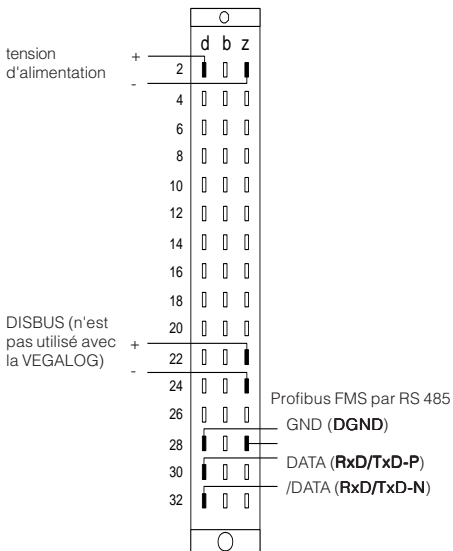 d b z
tension
d'alimentation
+
-
2
4
6
8
10
12
14
16
18
20
DISBUS (n'est
pas utilisé avec
la VEGALOG)
+
-
22
24
26
28
30
32
Profibus FMS par RS 485
GND (DGND)
DATA (RxD/TxD-P)
/DATA (RxD/TxD-N)